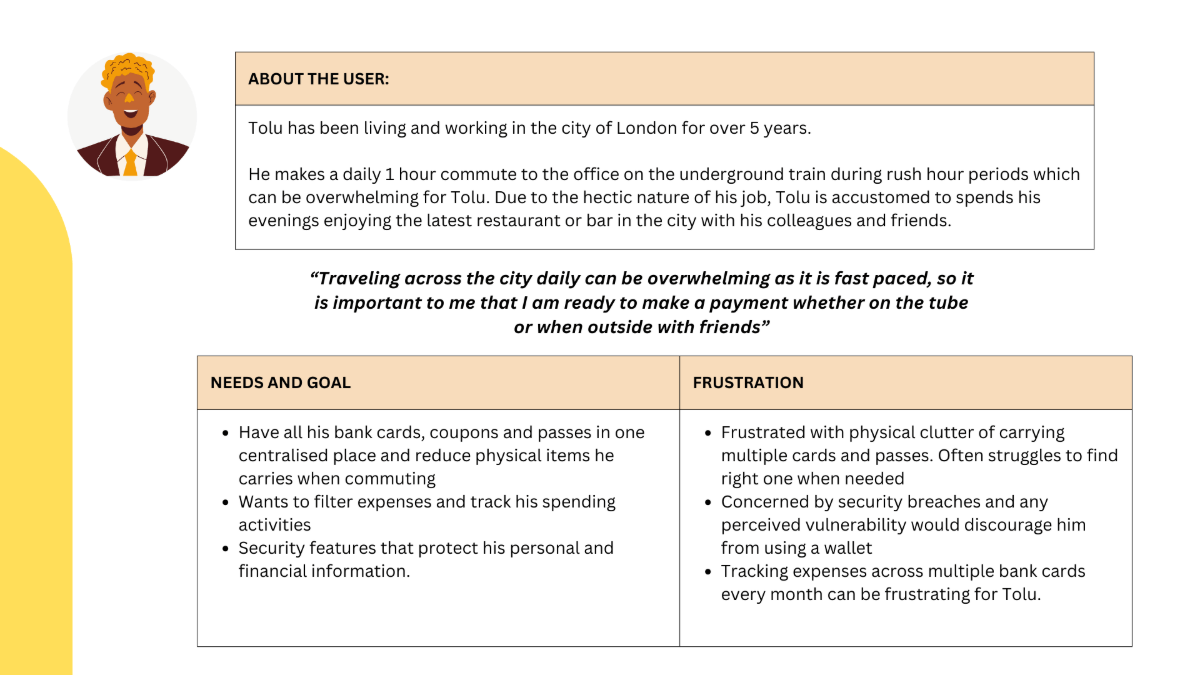 ABOUT THE USER:
Tolu has been living and working in the city of London for over 5 years.
He makes a daily 1 hour commute to the office on the underground train during rush hour periods which
can be overwhelming for Tolu. Due to the hectic nature of his job, Tolu is accustomed to spends his
evenings enjoying the latest restaurant or bar in the city with his colleagues and friends.
“Traveling across the city daily can be overwhelming as it is fast paced, so it
is important to me that I am ready to make a payment whether on the tube
or when outside with friends”
NEEDS AND GOAL
• Have all his bank cards, coupons and passes in one
centralised place and reduce physical items he
carries when commuting
• Wants to filter expenses and track his spending
activities
• Security features that protect his personal and
financial information.
FRUSTRATION
• Frustrated with physical clutter of carrying
multiple cards and passes. Often struggles to find
right one when needed
• Concerned by security breaches and any
perceived vulnerability would discourage him
from using a wallet
• Tracking expenses across multiple bank cards
every month can be frustrating for Tolu.